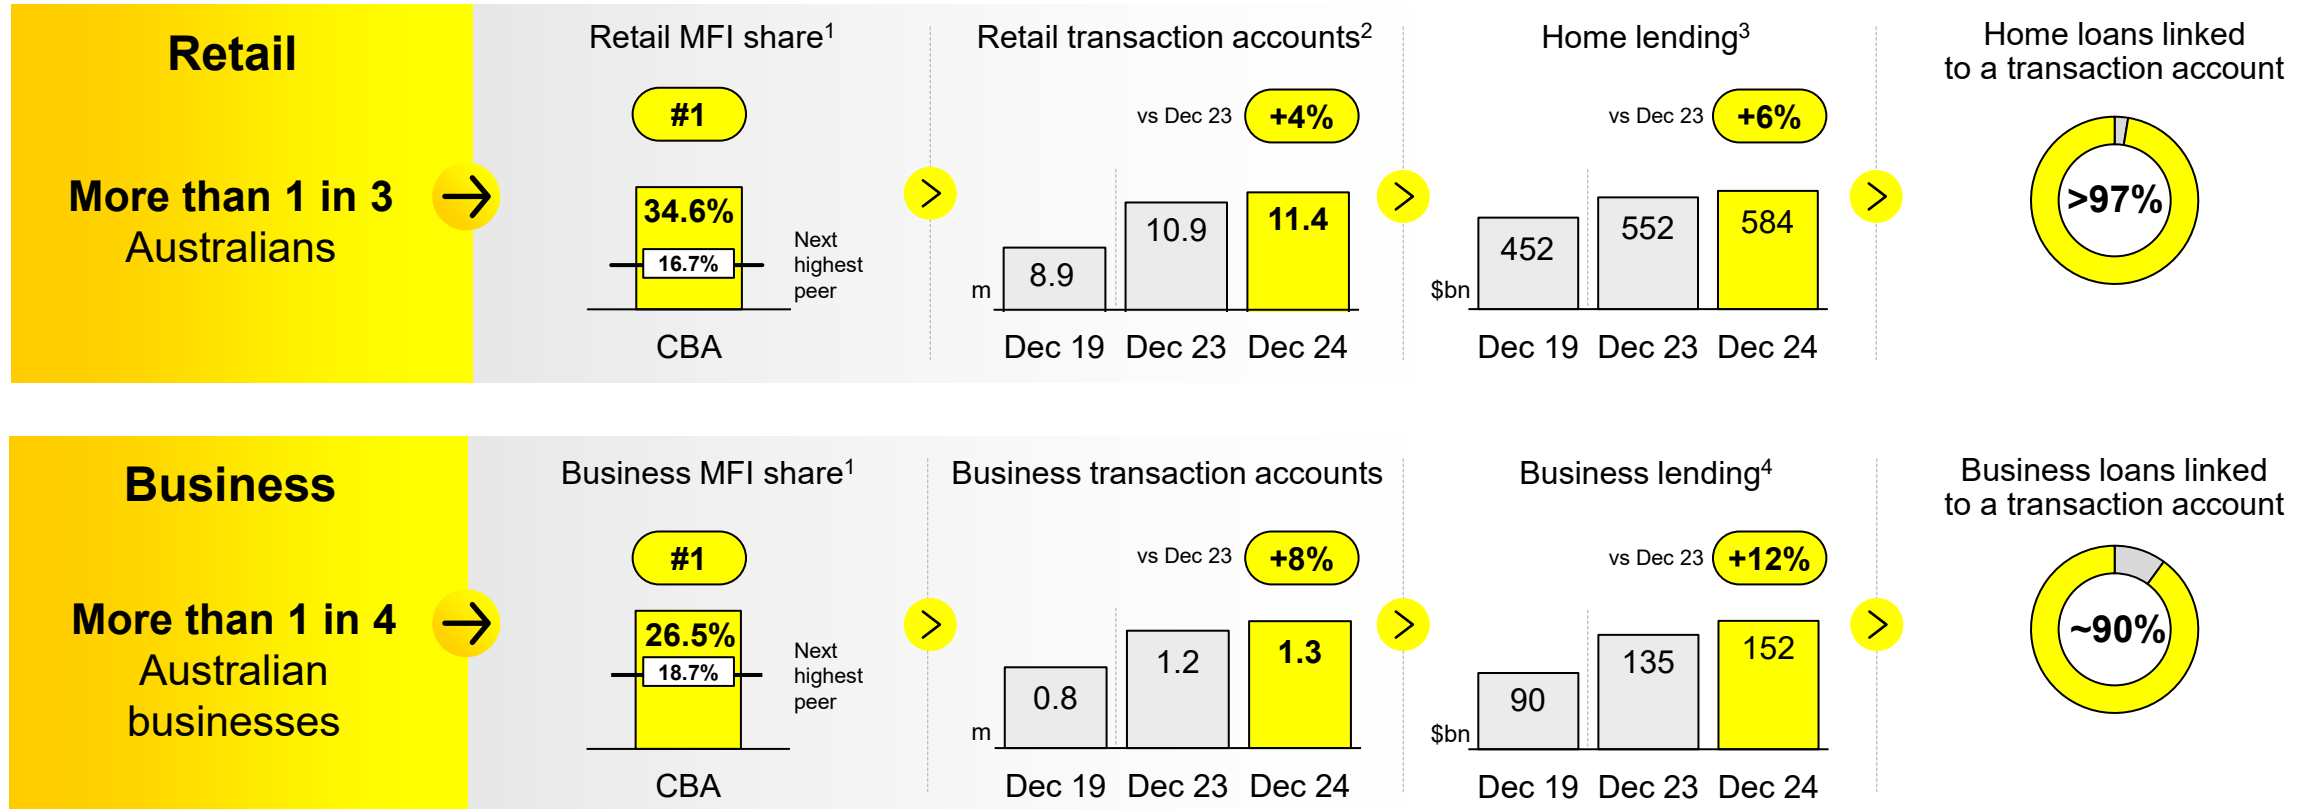 Retail
More than 1 in 3
Australians
Retail MFI share1
#1
34.6%
16.7%
Next
highest
peer
CBA
Retail transaction accounts2
vs Dec 23
+4%
8.9
10.9
11.4
m
Dec 19
Dec 23
Dec 24
Home lending3
vs Dec 23
+6%
452
552
584
$bn
Dec 19
Dec 23
Dec 24
Home loans linked
to a transaction account
>97%
Business
More than 1 in 4
Australian
businesses
Business MFI share1
#1
26.5%
18.7%
Next
highest
peer
CBA
Business transaction accounts
vs Dec 23
+8%
0.8
1.2
1.3
m
Dec 19
Dec 23
Dec 24
Business lending4
vs Dec 23
+12%
90
135
152
$bn
Dec 19
Dec 23
Dec 24
Business loans linked
to a transaction account
~90%